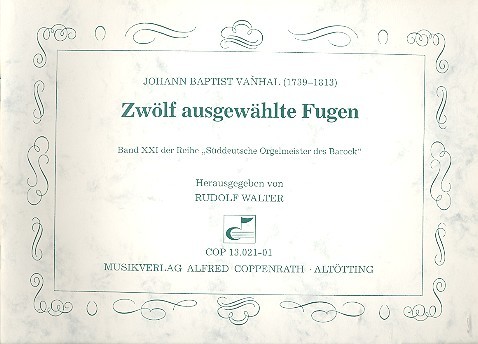 JOHANN BAPTIST VAŇHAL (1739–1813)
Zwölf ausgewählte Fugen
Band XXI der Reihe „Süddeutsche Orgelmeister des Barock“
Herausgegeben von
RUDOLF WALTER
COP 13.021-01
MUSIKVERLAG ALFRED COPPENRATH · ALTÖTTING